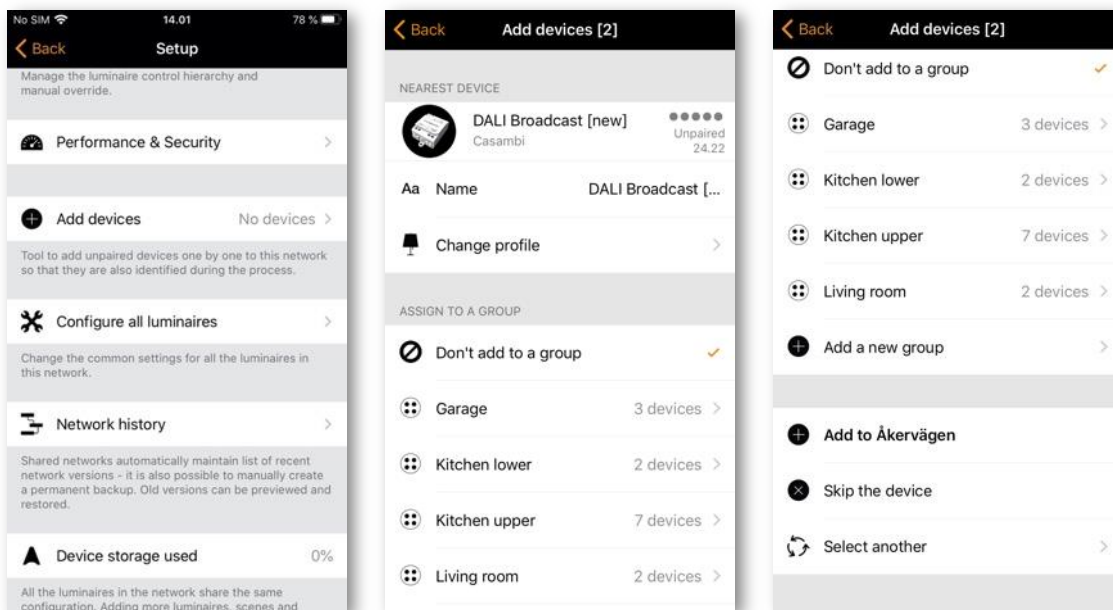 No SIM 14.01 78 %
Back Setup
Manage the luminaire control hierarchy and
manual override.
Performance & Security
Add devices No devices
Tool to add unpaired devices one by one to this network
so that they are also identified during the process.
Configure all luminaires
Change the common settings for all the luminaires in
this network.
Network history
Shared networks automatically maintain list of recent
network versions - it is also possible to manually create
a permanent backup. Old versions can be previewed and
restored.
Device storage used 0%
All the luminaires in the network share the same
configuration. Adding more luminaires, scenes and
Back Add devices [2]
NEAREST DEVICE
DALI Broadcast [new]
Casambi Unpaired
24.22
Aa Name DALI Broadcast [...
Change profile
ASSIGN TO A GROUP
Don't add to a group
Garage 3 devices
Kitchen lower 2 devices
Kitchen upper 7 devices
Living room 2 devices
Back Add devices [2]
Don't add to a group
Garage 3 devices
Kitchen lower 2 devices
Kitchen upper 7 devices
Living room 2 devices
Add a new group
Add to Åkervägen
Skip the device
Select another